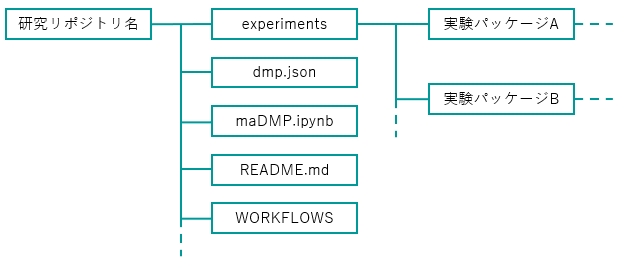 研究リポジトリ名
experiments
実験パッケージA
dmp.json
実験パッケージB
maDMP.ipynb
README.md
WORKFLOWS